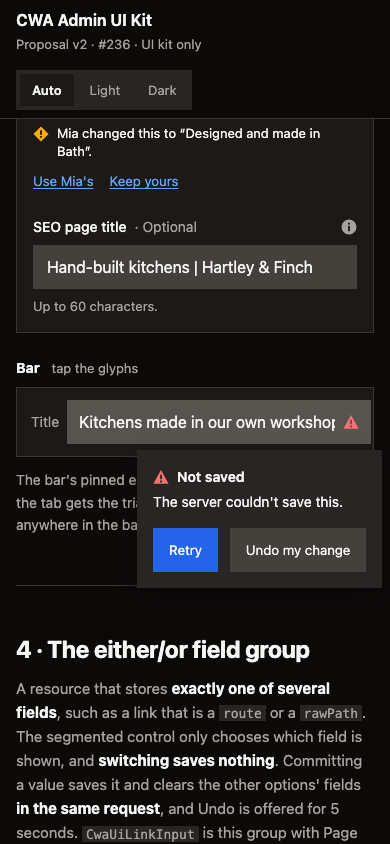 CWA Admin UI Kit
Proposal v2 · #236 · UI kit only
Auto Light Dark
Mia changed this to “Designed and made in
Bath”.
Use Mia's Keep yours
SEO page title · Optional
Hand-built kitchens | Hartley & Finch
Up to 60 characters.
Bar tap the glyphs
Title Kitchens made in our own workshop
The bar's pinned
the tab gets the
anywhere in the
Not saved
The server couldn't save this.
Retry Undo my change
4 · The either/or field group
A resource that stores exactly one of several
fields, such as a link that is a route or a rawPath.
The segmented control only chooses which field is
shown, and switching saves nothing. Committing
a value saves it and clears the other options' fields
in the same request, and Undo is offered for 5
seconds. CwaUiLinkInput is this group with Page